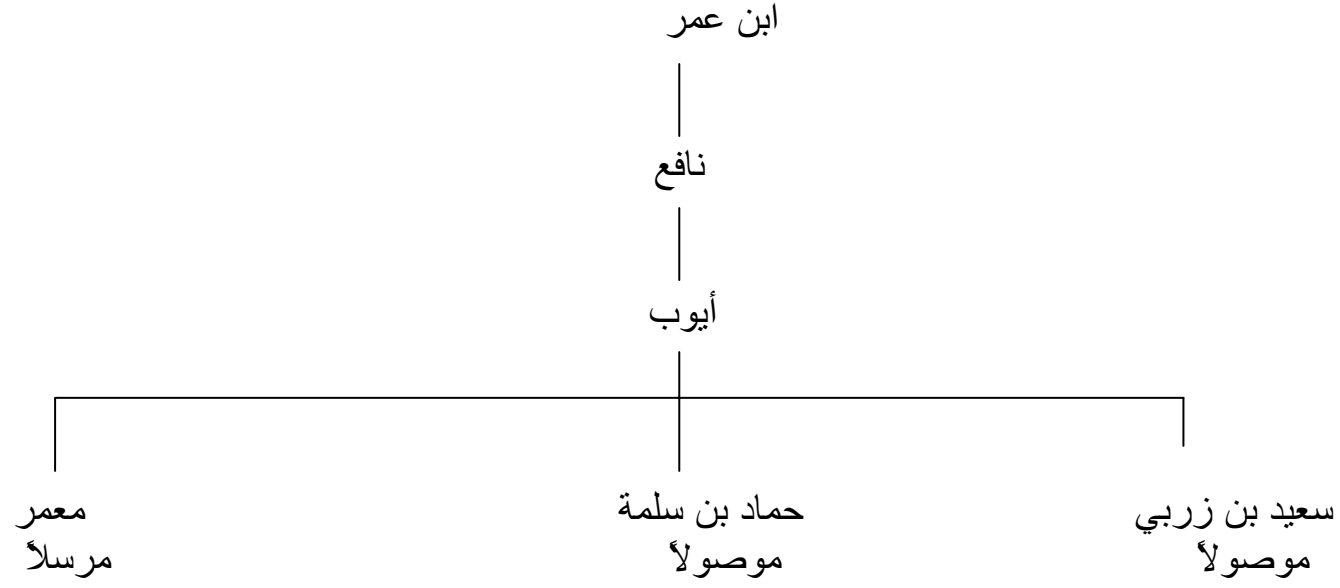 ابن عمر
نافع
أيوب
سعيد بن زربي
موصولاً
حماد بن سلمة
موصولاً
معمر
مرسلاً